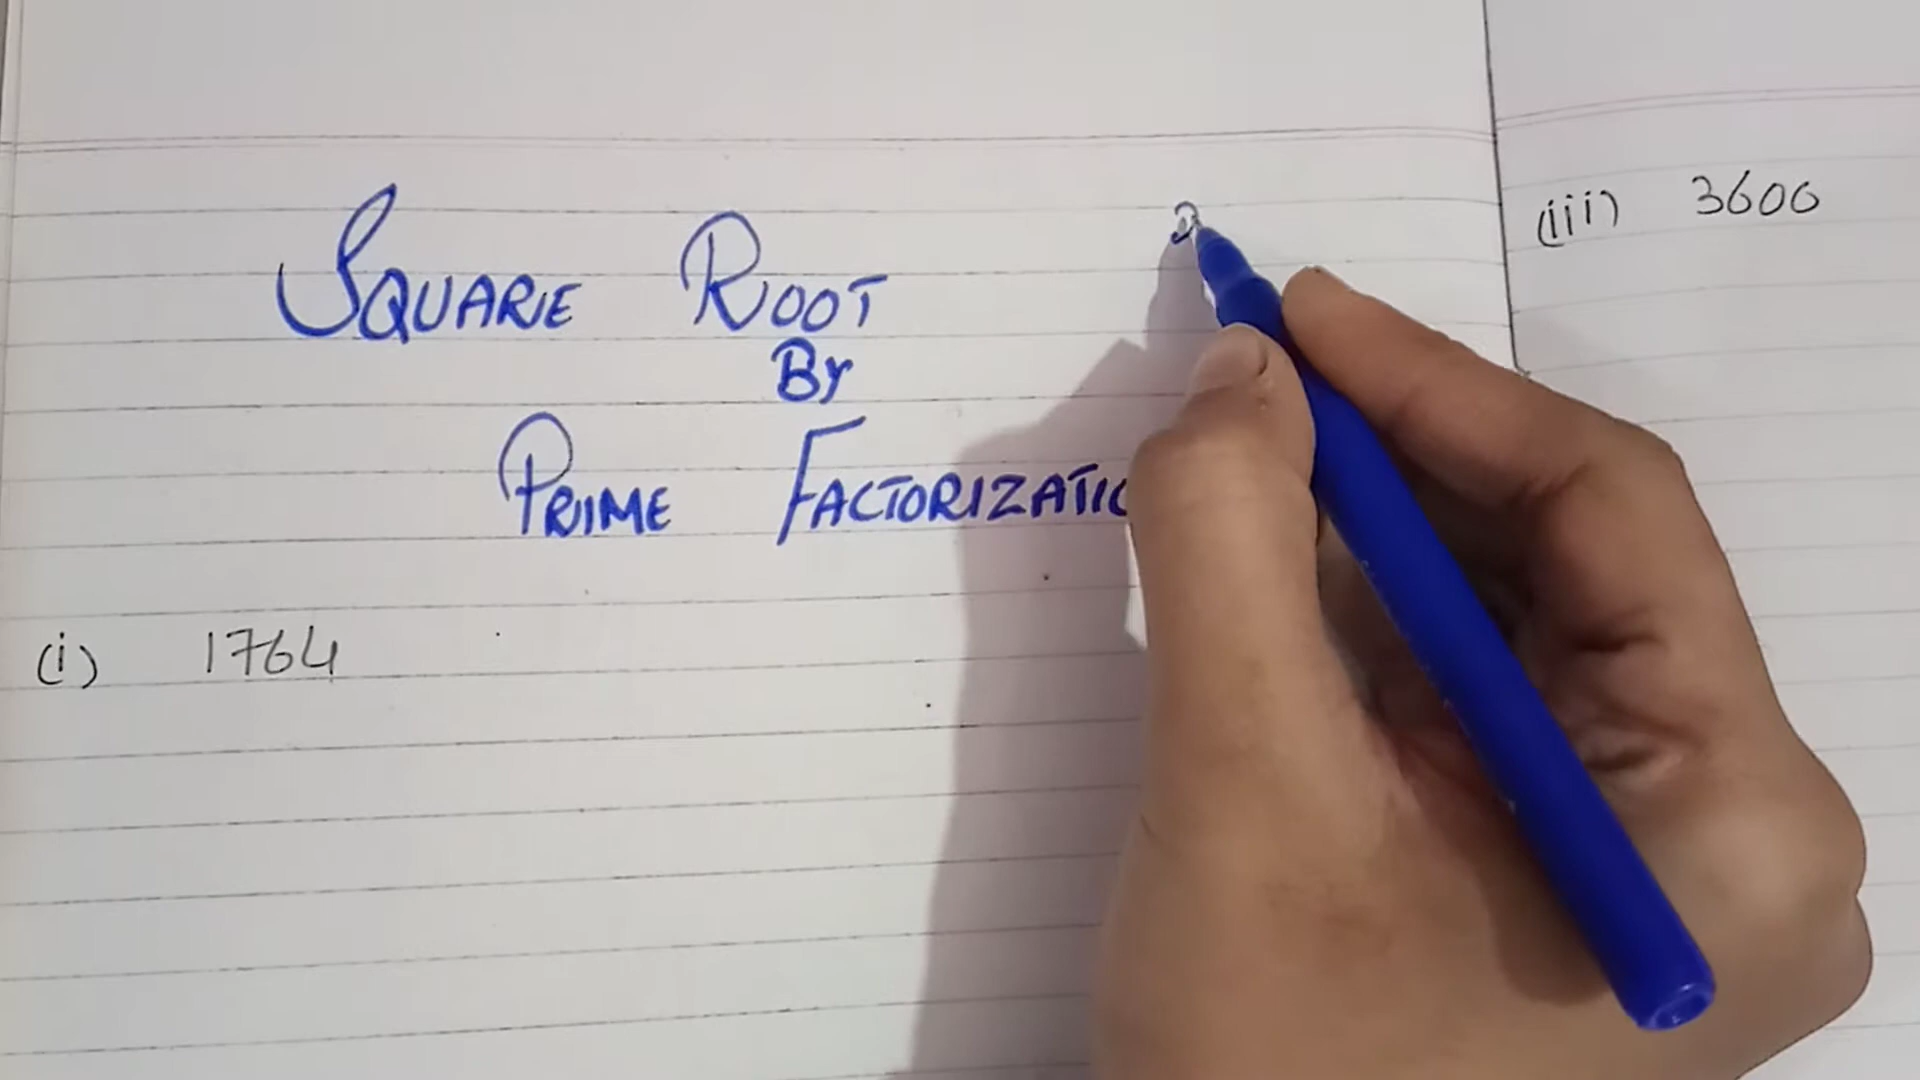 SQUARE ROOT
BY
PRIME FACTORIZATIO
(i) 1764
(iii) 3600